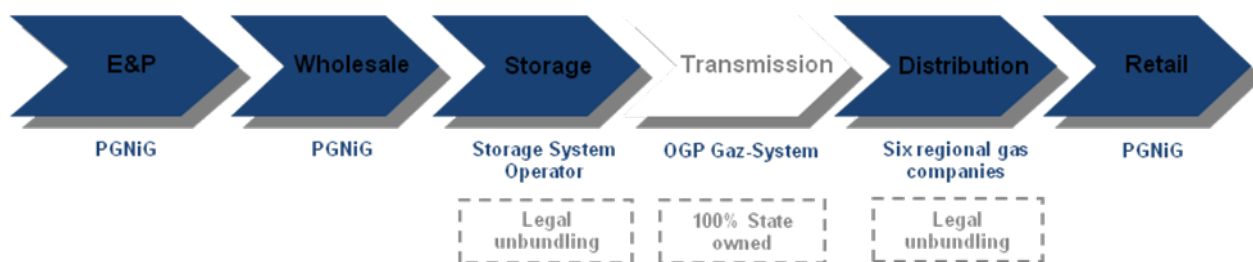 E&P
Wholesale
Storage
Transmission
Distribution
Retail
PGNiG
PGNiG
Storage System
Operator
OGP Gaz-System
Six regional gas
companies
PGNiG
Legal
unbundling
100% State
owned
Legal
unbundling